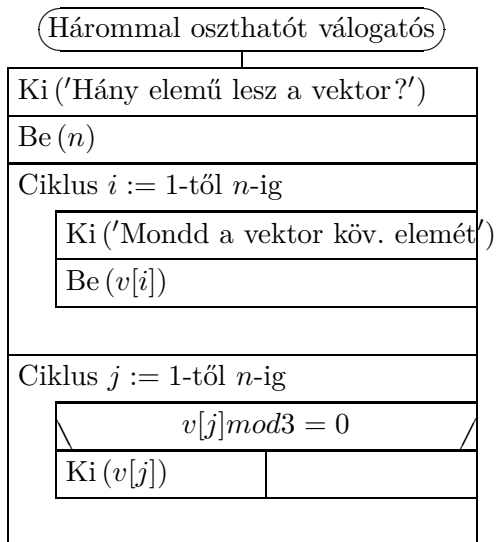 Hárommal oszthatót válogatós
Ki ('Hány elemű lesz a vektor?')
Be (n)
Ciklus i := 1-től n-ig
Ki ('Mondd a vektor köv. elemét')
Be (v[i])
Ciklus j := 1-től n-ig
v[j]mod3 = 0
Ki (v[j])